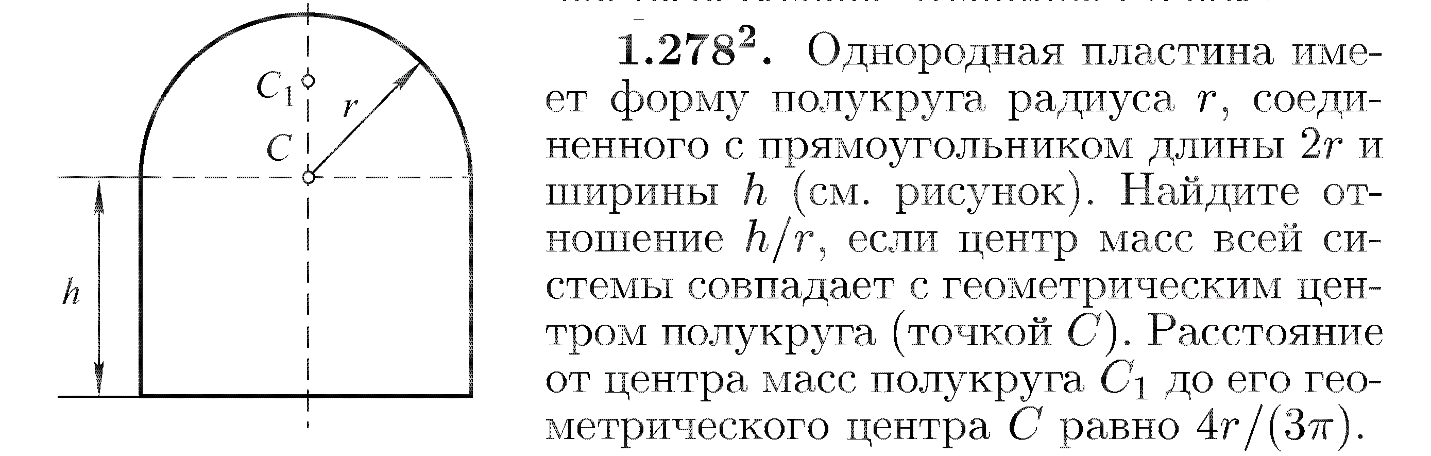 C₁
r
C
h
1.278². Однородная пластина име-
ет форму полукруга радиуса r, соеди-
ненного с прямоугольником длины 2r и
ширины h (см. рисунок). Найдите от-
ношение h/r, если центр масс всей си-
стемы совпадает с геометрическим цен-
тром полукруга (точкой C). Расстояние
от центра масс полукруга C₁ до его гео-
метрического центра C равно 4r/(3π).